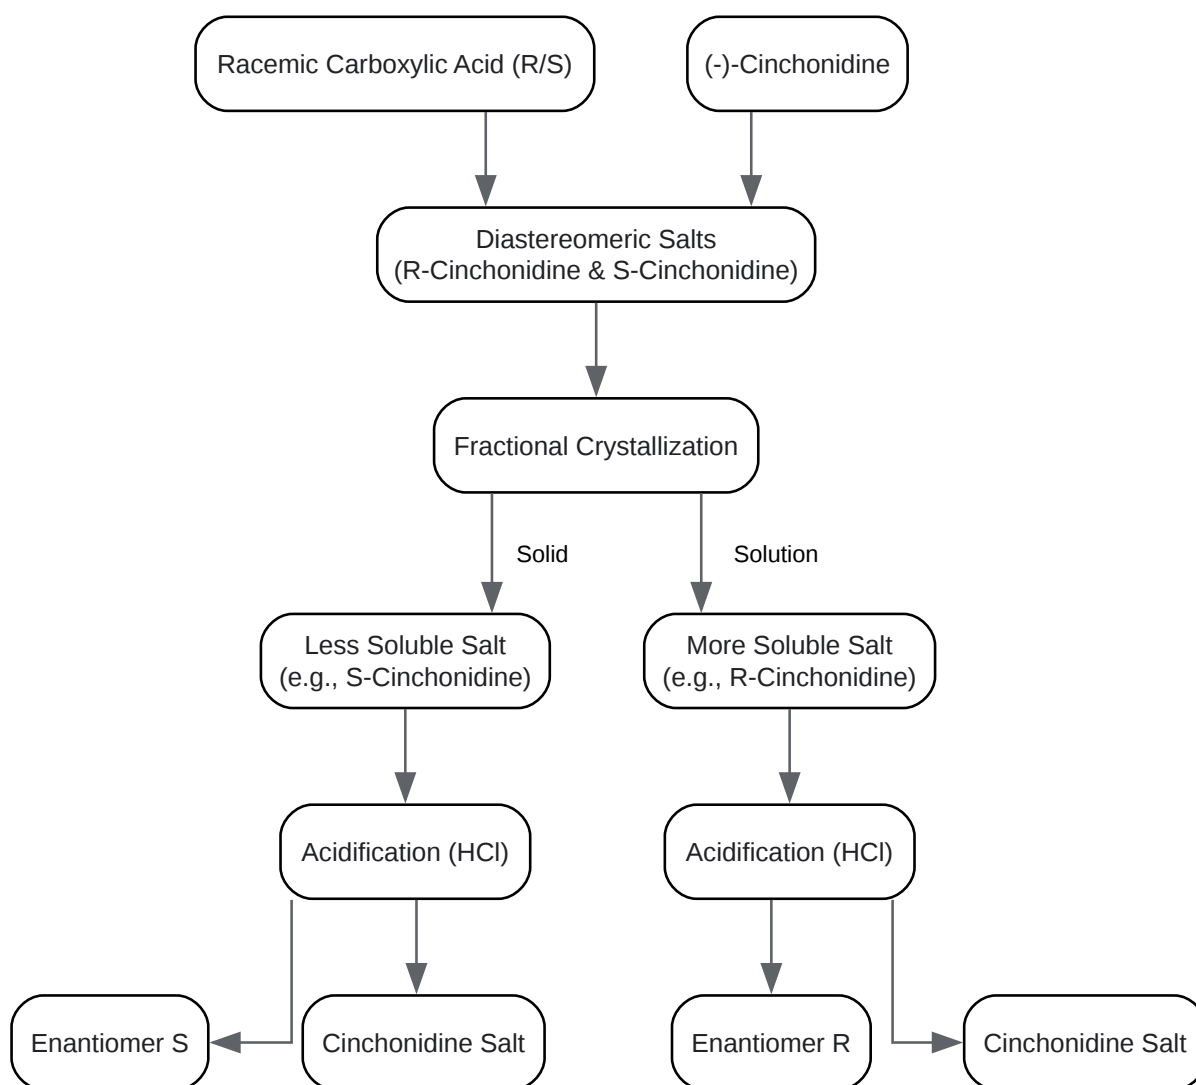 Racemic Carboxylic Acid (R/S)
(-)-Cinchonidine
Diastereomeric Salts
(R-Cinchonidine & S-Cinchonidine)
Fractional Crystallization
Solid
Solution
Less Soluble Salt
(e.g., S-Cinchonidine)
More Soluble Salt
(e.g., R-Cinchonidine)
Acidification (HCl)
Acidification (HCl)
Enantiomer S
Cinchonidine Salt
Enantiomer R
Cinchonidine Salt